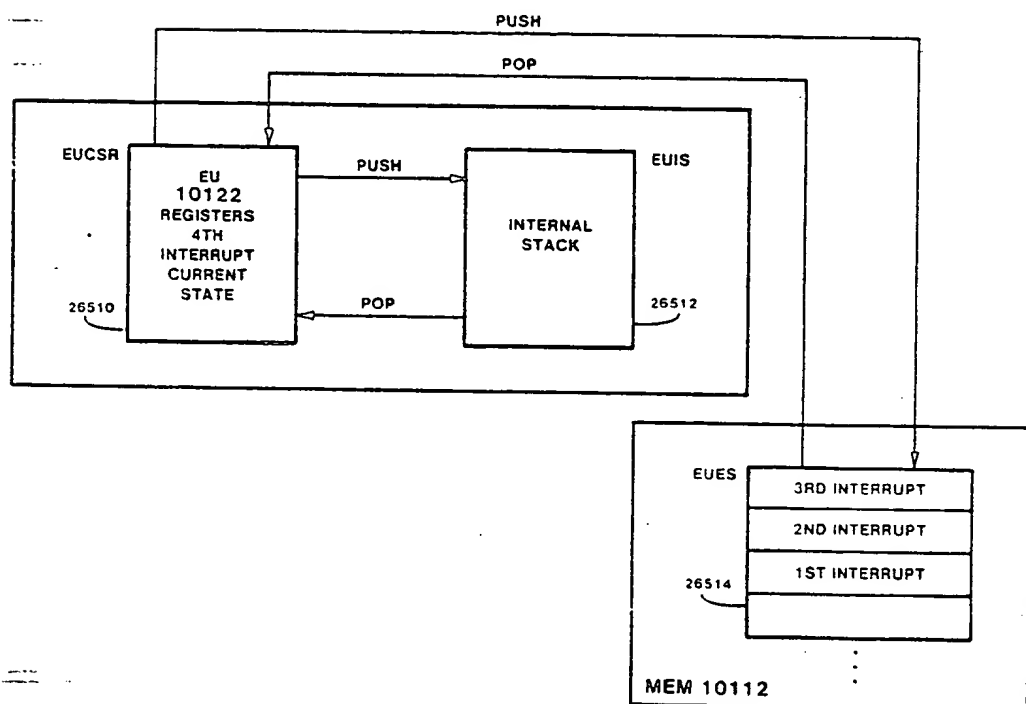 PUSH
POP
EUCSR
EU
10122
REGISTERS
4TH
INTERRUPT
CURRENT
STATE
26510
PUSH
POP
EUIS
INTERNAL
STACK
26512
EUES
3RD INTERRUPT
2ND INTERRUPT
1ST INTERRUPT
26514
MEM 10112